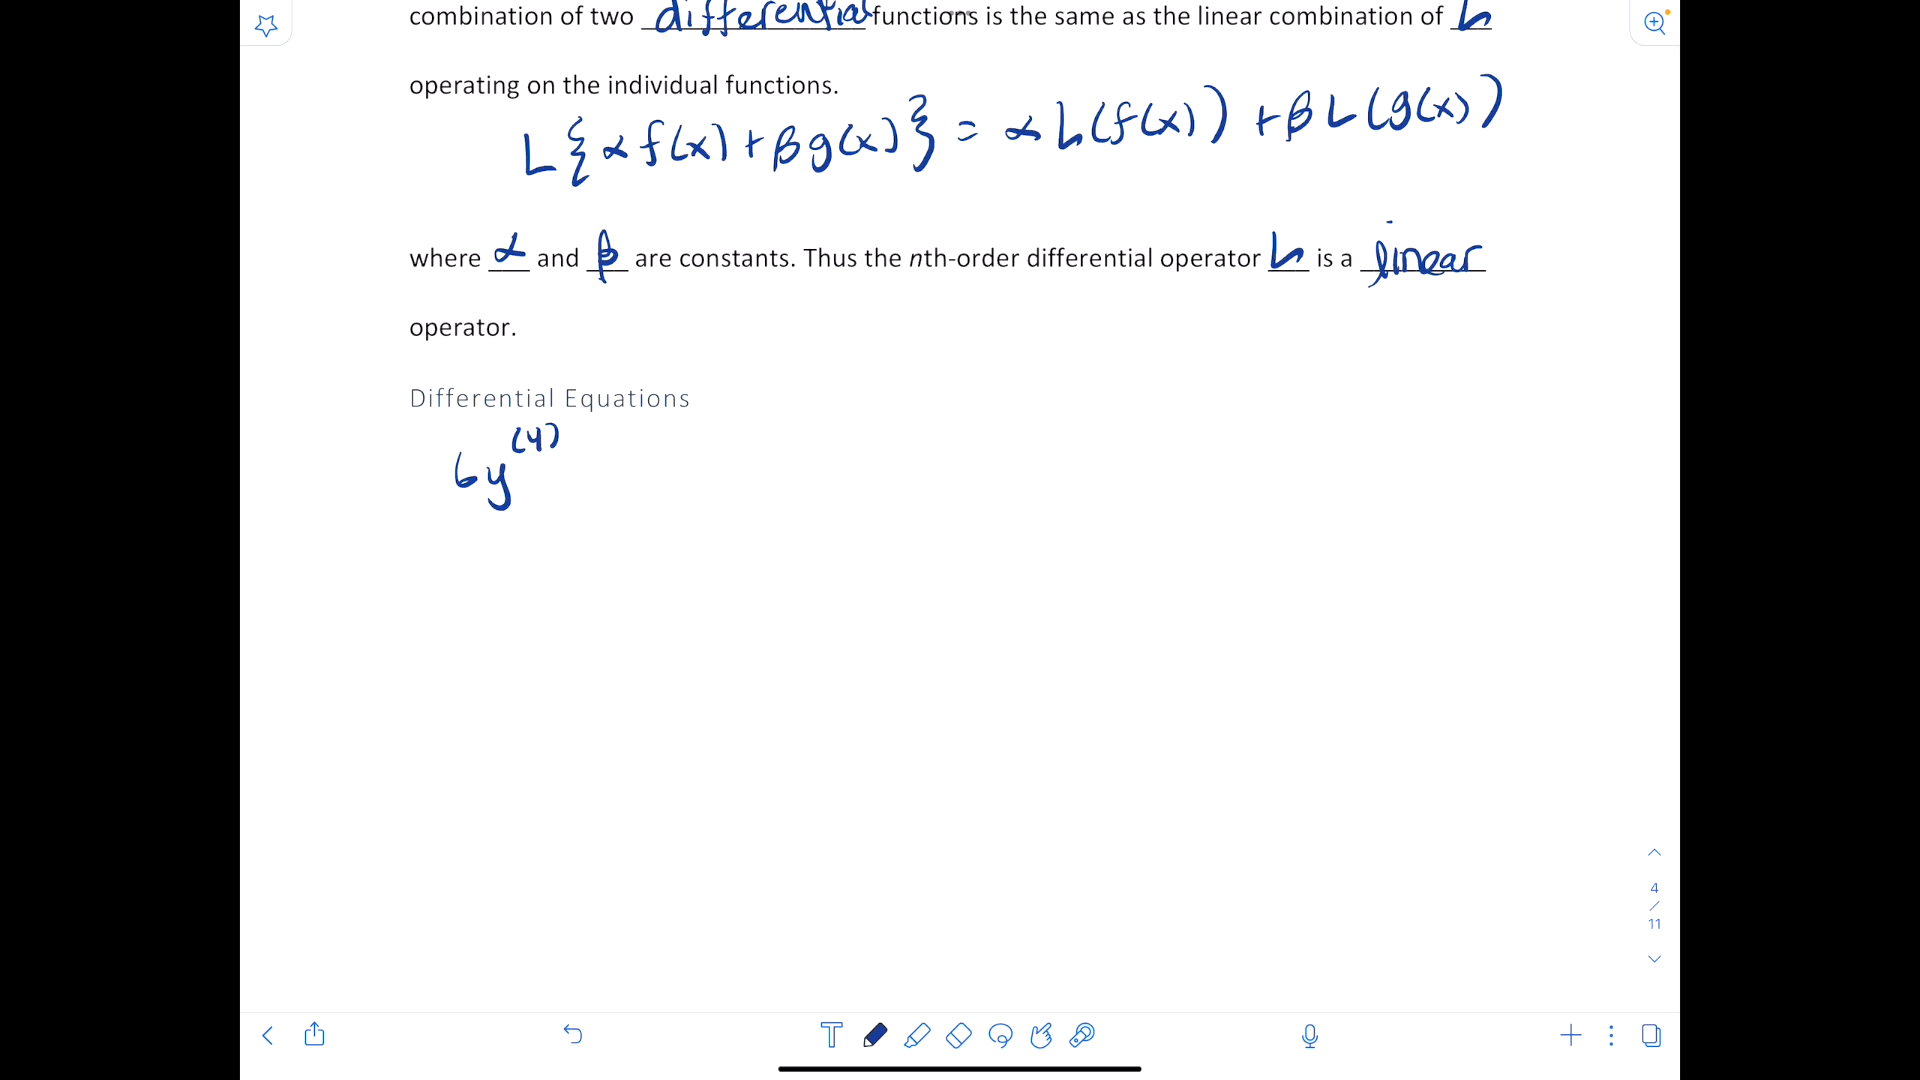 combination of two differential functions is the same as the linear combination of L
operating on the individual functions.
L{αf(x)+βg(x)} = αL(f(x)) +βL(g(x))
where α and β are constants. Thus the nth-order differential operator L is a linear
operator.
Differential Equations
6y^(4)
4
/
11
T